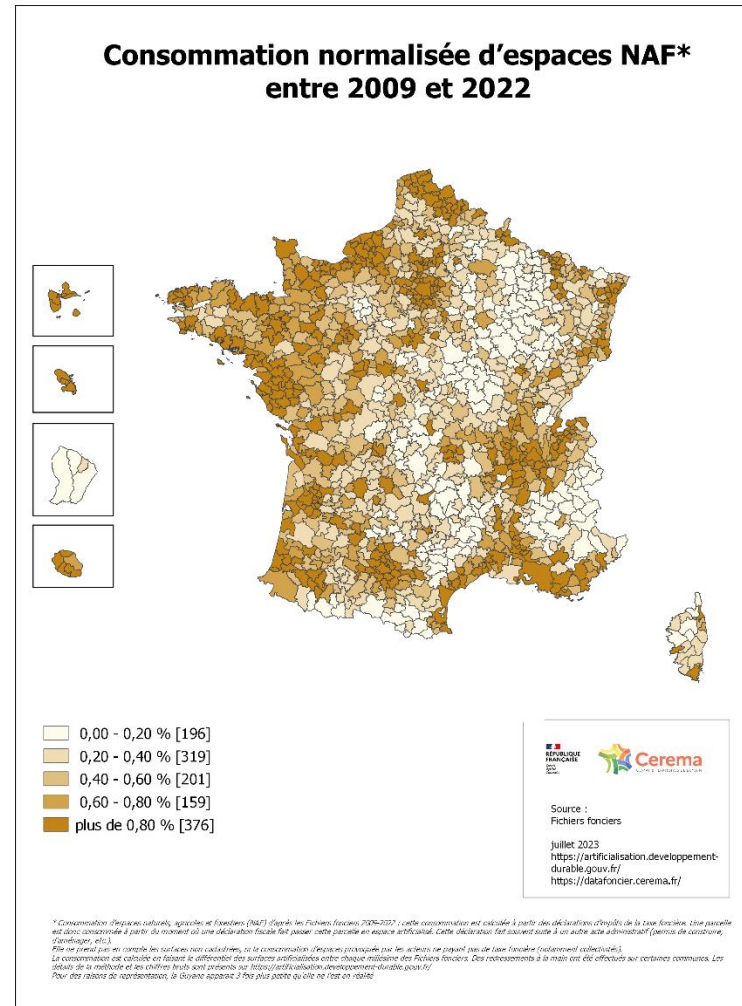 Consommation normalisée d'espaces NAF*
entre 2009 et 2022
0,00 - 0,20 % [196]
0,20 - 0,40 % [319]
0,40 - 0,60 % [201]
0,60 - 0,80 % [159]
plus de 0,80 % [376]
RÉPUBLIQUE
FRANÇAISE
Cerema
Source :
Fichiers fonciers
juillet 2023
https://artificialisation.developpement-
durable.gouv.fr/
https://datafoncier.cerema.fr/
* Consommation d'espaces naturels, agricoles et forestiers (NAF) d'après les Fichiers fonciers 2009-2022 : cette consommation est calculée à partir des déclarations d'impôts de la taxe foncière. Une parcelle
est donc consommée à partir du moment où une déclaration fiscale fait passer cette parcelle en espace artificialisé. Cette déclaration fait souvent suite à un autre acte administratif (permis de construire,
d'aménager, etc.).
Elle ne prend pas en compte les surfaces non cadastrées, ni la consommation d'espaces provoquée par les acteurs ne payant pas de taxe foncière (notamment collectivités).
La consommation est calculée en faisant le différentiel des surfaces artificialisées entre chaque millésime des Fichiers fonciers. Des redressements à la main ont été effectués sur certaines communes. Les
détails de la méthode et les chiffres bruts sont présents sur https://artificialisation.developpement-durable.gouv.fr/
Pour des raisons de représentation, la Guyane apparait 3 fois plus petite qu'elle ne l'est en réalité